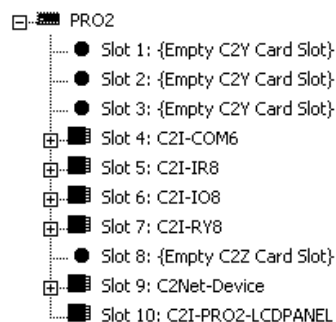 PRO2
Slot 1: {Empty C2Y Card Slot}
Slot 2: {Empty C2Y Card Slot}
Slot 3: {Empty C2Y Card Slot}
Slot 4: C2I-COM6
Slot 5: C2I-IR8
Slot 6: C2I-IO8
Slot 7: C2I-RY8
Slot 8: {Empty C2Z Card Slot}
Slot 9: C2Net-Device
Slot 10: C2I-PRO2-LCDPANEL